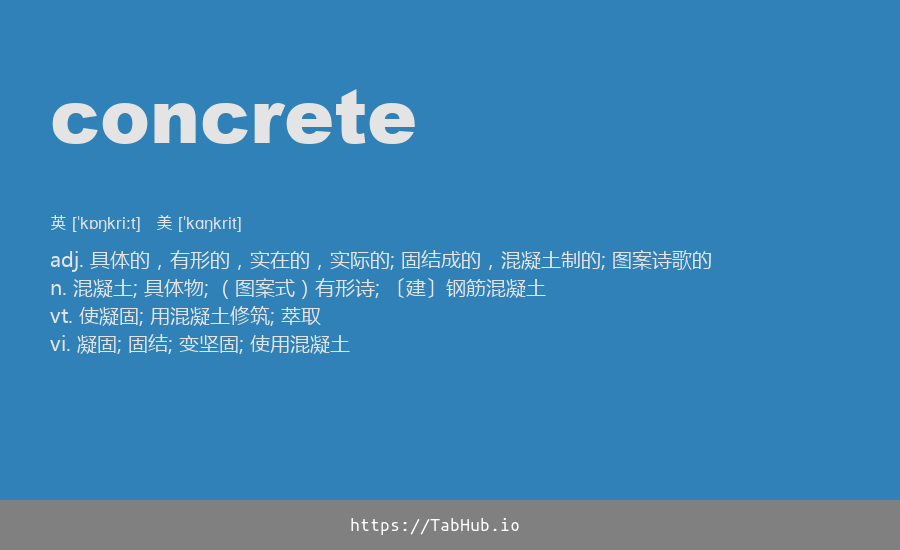 concrete
英 [ˈkɒŋkriːt] 美 [ˈkɑŋkrit]
adj. 具体的，有形的，实在的，实际的; 固结成的，混凝土制的; 图案诗歌的
n. 混凝土; 具体物; （图案式）有形诗; 〔建〕钢筋混凝土
vt. 使凝固; 用混凝土修筑; 萃取
vi. 凝固; 固结; 变坚固; 使用混凝土
https://TabHub.io